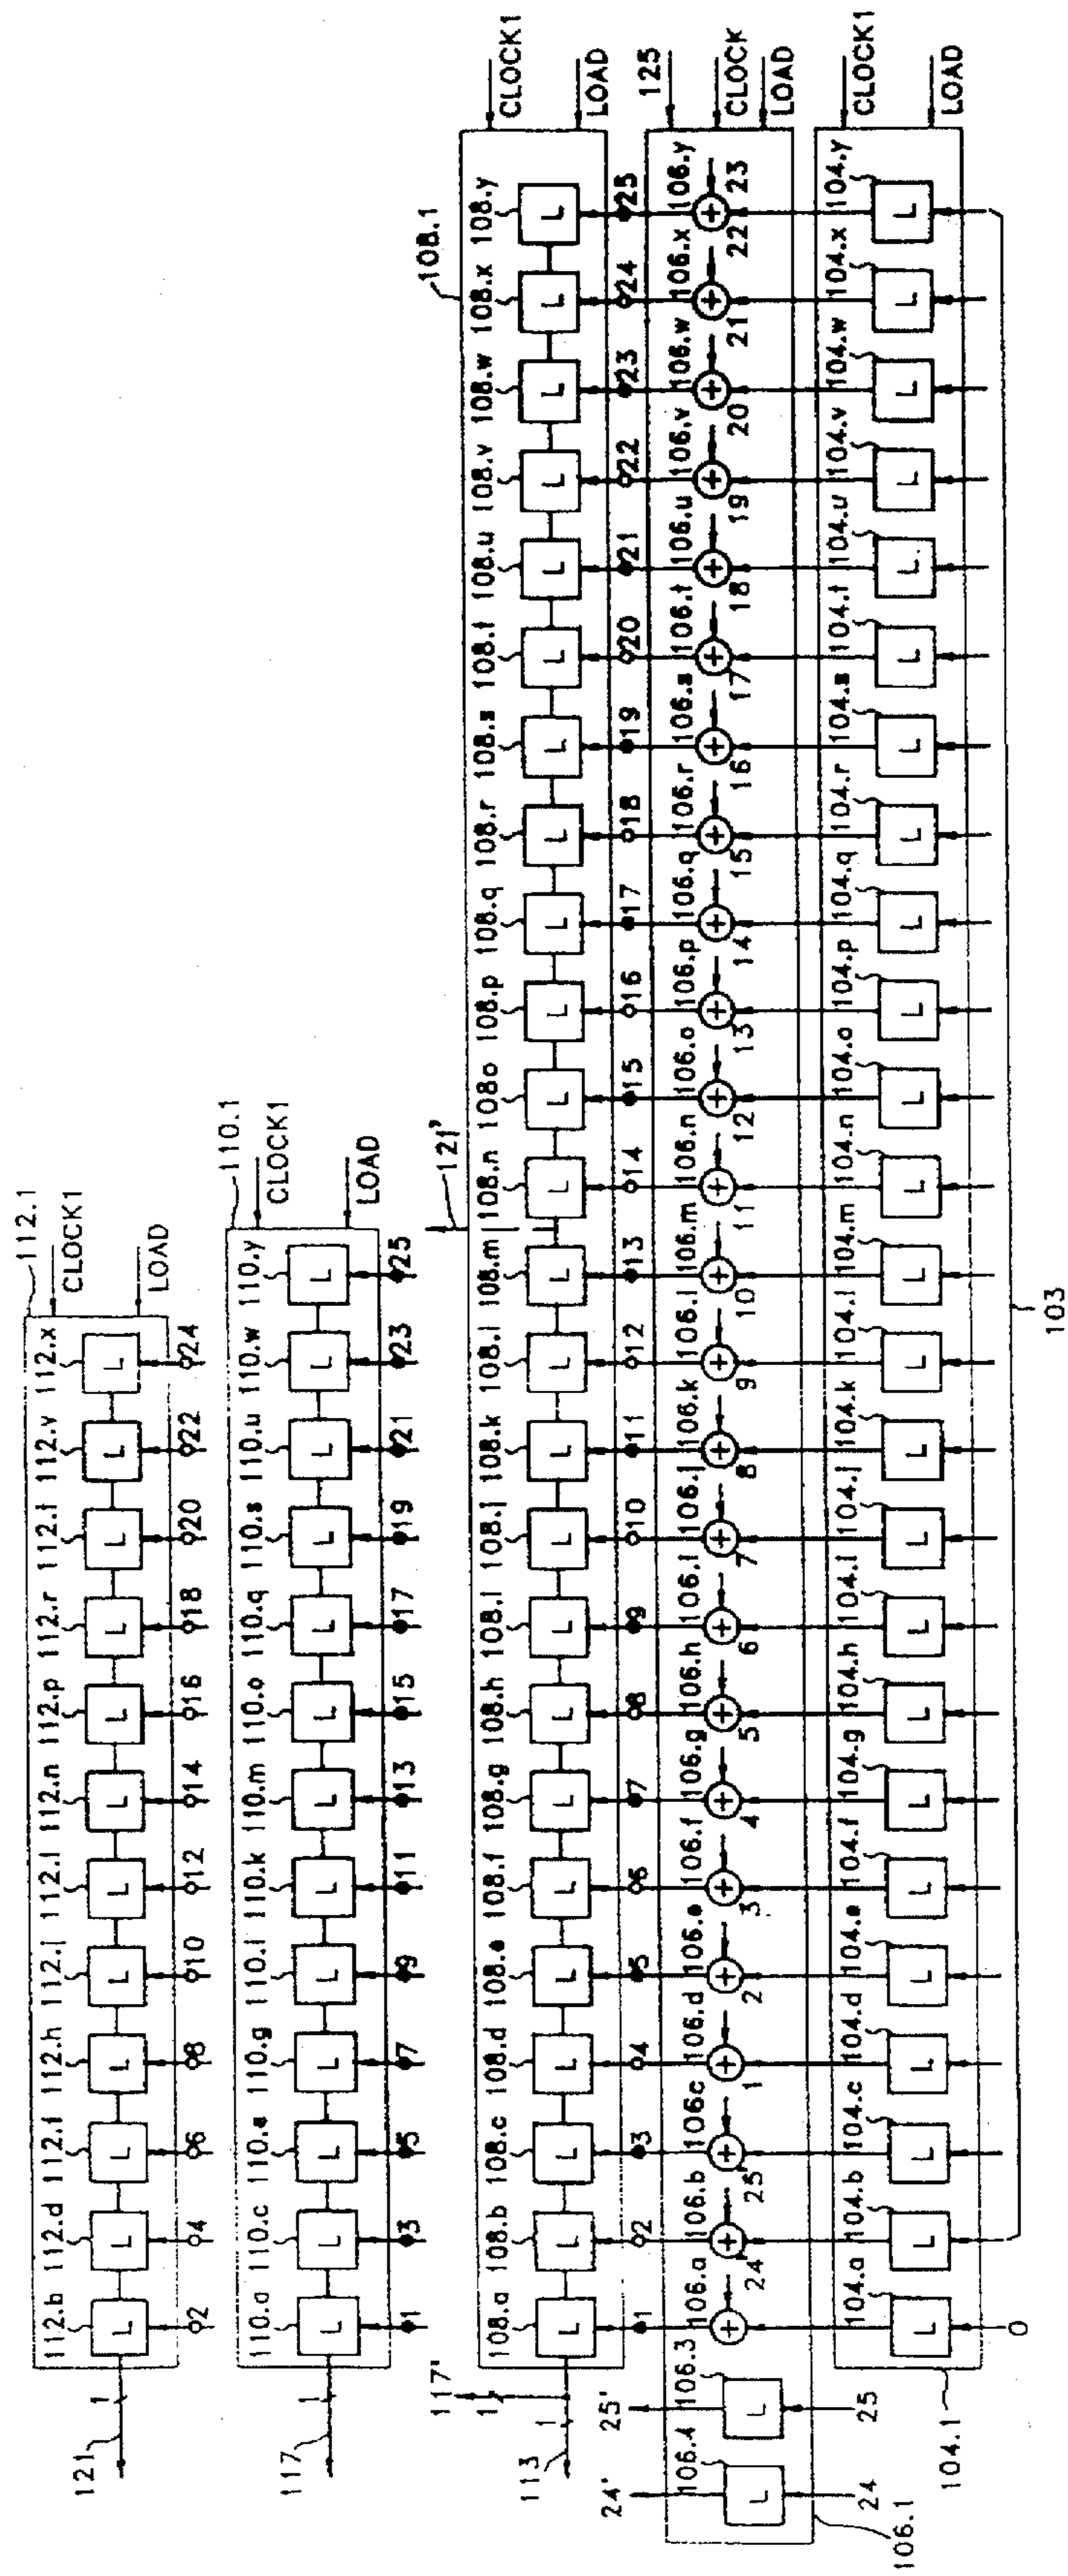 112.1
112.b 112.d 112.f 112.h 112.j 112.l 112.n 112.p 112.r 112.t 112.v 112.x
CLOCK1
L L L L L L L L L L L L
121 1
LOAD
2 4 6 8 10 12 14 16 18 20 22 24
110.1
110.a 110.c 110.e 110.g 110.i 110.k 110.m 110.o 110.q 110.s 110.u 110.w 110.y
CLOCK1
L L L L L L L L L L L L L
117 1
LOAD
1 3 5 7 9 11 13 15 17 19 21 23 25
108.1
117' 1
121'
108.a 108.b 108.c 108.d 108.e 108.f 108.g 108.h 108.i 108.j 108.k 108.l 108.m 108.n 108o 108.p 108.q 108.r 108.s 108.t 108.u 108.v 108.w 108.x 108.y
CLOCK1
L L L L L L L L L L L L L L L L L L L L L L L L L
113 1
LOAD
1 2 3 4 5 6 7 8 9 10 11 12 13 14 15 16 17 18 19 20 21 22 23 24 25
24' 25'
125
106.4 106.3 106.a 106.b 106c 106.d 106.e 106.f 106.g 106.h 106.i 106.j 106.k 106.l 106.m 106.n 106.o 106.p 106.q 106.r 106.s 106.t 106.u 106.v 106.w 106.x 106.y
L L + + + + + + + + + + + + + + + + + + + + + + + + +
CLOCK
24 25' 1 2 3 4 5 6 7 8 9 10 11 12 13 14 15 16 17 18 19 20 21 22 23
LOAD
24 25
106.1
104.a 104.b 104.c 104.d 104.e 104.f 104.g 104.h 104.i 104.j 104.k 104.l 104.m 104.n 104.o 104.p 104.q 104.r 104.s 104.t 104.u 104.v 104.w 104.x 104.y
CLOCK1
L L L L L L L L L L L L L L L L L L L L L L L L L
LOAD
104.1
0
103